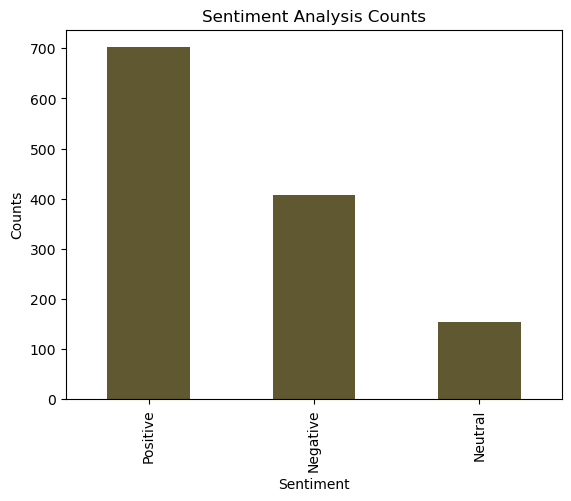 Sentiment Analysis Counts
700
600
500
400
300
200
100
0
Counts
Positive
Negative
Neutral
Sentiment